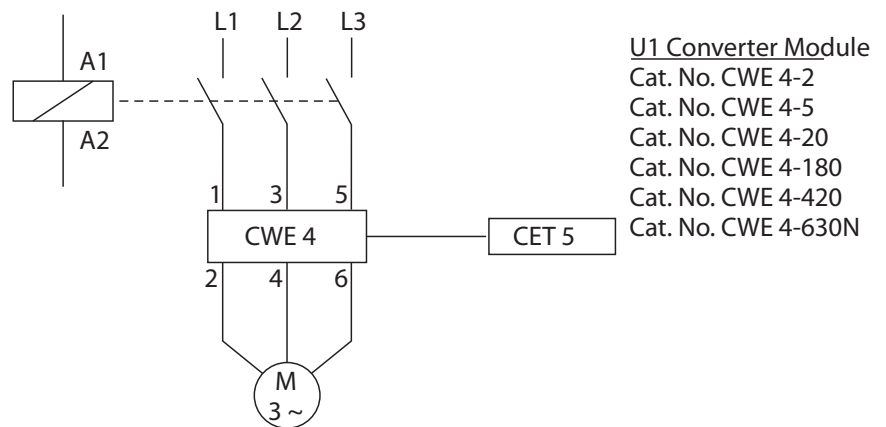 L1 L2 L3
A1
A2
1 3 5
CWE 4
CET 5
2 4 6
M
3 ~
U1 Converter Module
Cat. No. CWE 4-2
Cat. No. CWE 4-5
Cat. No. CWE 4-20
Cat. No. CWE 4-180
Cat. No. CWE 4-420
Cat. No. CWE 4-630N